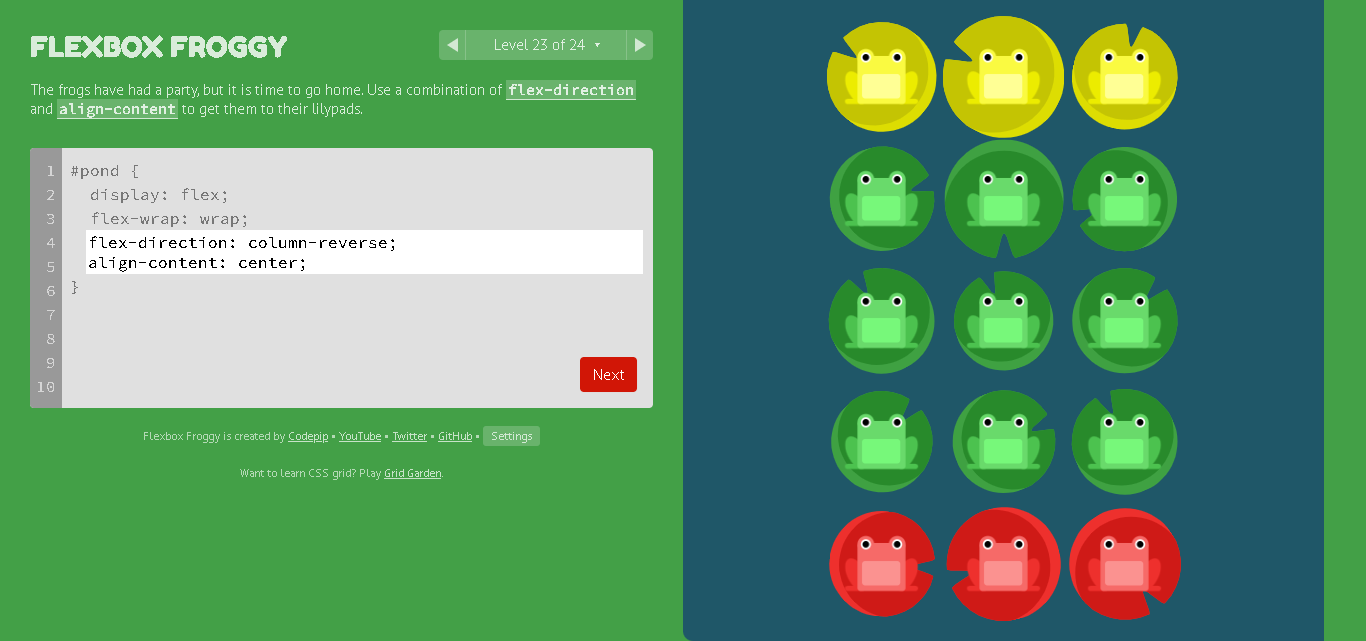 FLEXBOX FROGGY
Level 23 of 24
The frogs have had a party, but it is time to go home. Use a combination of flex-direction
and align-content to get them to their lilypads.
1 #pond {
2 display: flex;
3 flex-wrap: wrap;
4 flex-direction: column-reverse;
5 align-content: center;
6 }
7
8
9
10
Next
Flexbox Froggy is created by Codepip • YouTube • Twitter • GitHub • Settings
Want to learn CSS grid? Play Grid Garden.